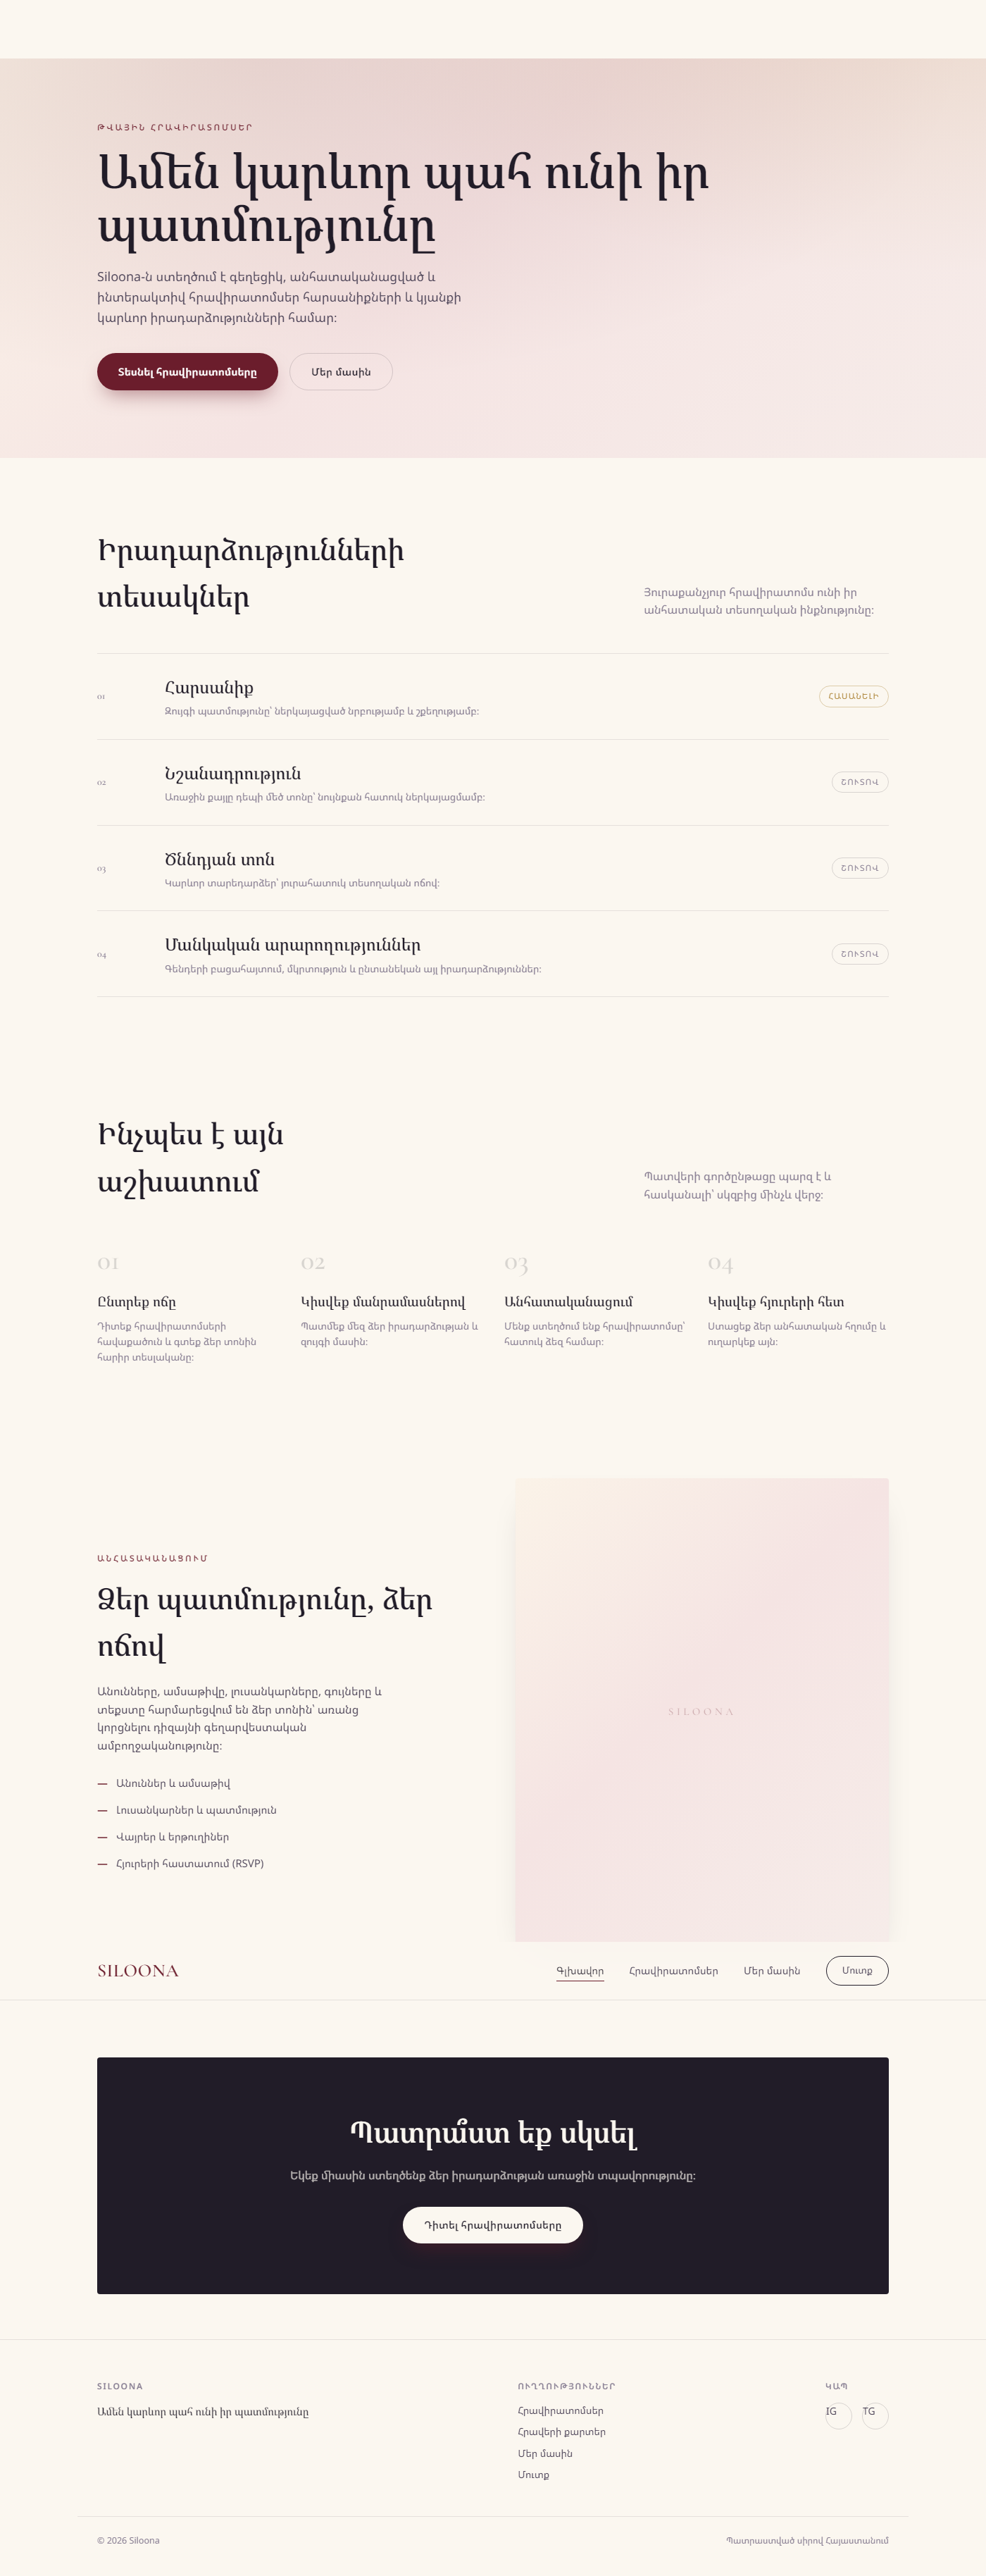 ԹՎԱՅԻՆ ՀՐԱՎԻՐԱՏՈՄՍԵՐ
Ամեն կարևոր պահ ունի իր
պատմությունը
Siloona-ն ստեղծում է գեղեցիկ, անհատականացված և
ինտերակտիվ հրավիրատոմսեր հարսանիքների և կյանքի
կարևոր իրադարձությունների համար:
Տեսնել հրավիրատոմսերը
Մեր մասին
Իրադարձությունների
տեսակներ
Յուրաքանչյուր հրավիրատոմս ունի իր
անհատական տեսողական ինքնությունը:
01
Հարսանիք
Զույգի պատմությունը՝ ներկայացված նրբությամբ և շքեղությամբ:
ՀԱՍԱՆԵԼԻ
02
Նշանադրություն
Առաջին քայլը դեպի մեծ տոնը՝ նույնքան հատուկ ներկայացմամբ:
ՇՈՒՏՈՎ
03
Ծննդյան տոն
Կարևոր տարեդարձեր՝ յուրահատուկ տեսողական ոճով:
ՇՈՒՏՈՎ
04
Մանկական արարողություններ
Գենդերի բացահայտում, մկրտություն և ընտանեկան այլ իրադարձություններ:
ՇՈՒՏՈՎ
Ինչպես է այն
աշխատում
Պատվերի գործընթացը պարզ է և
հասկանալի՝ սկզբից մինչև վերջ:
01
02
03
04
Ընտրեք ոճը
Կիսվեք մանրամասներով
Անհատականացում
Կիսվեք հյուրերի հետ
Դիտեք հրավիրատոմսերի
հավաքածուն և գտեք ձեր տոնին
հարիր տեսլականը:
Պատմեք մեզ ձեր իրադարձության և
զույգի մասին:
Մենք ստեղծում ենք հրավիրատոմսը՝
հատուկ ձեզ համար:
Ստացեք ձեր անհատական հղումը և
ուղարկեք այն:
ԱՆՀԱՏԱԿԱՆԱՑՈՒՄ
Ձեր պատմությունը, ձեր
ոճով
Անունները, ամսաթիվը, լուսանկարները, գույները և
տեքստը հարմարեցվում են ձեր տոնին՝ առանց
կորցնելու դիզայնի գեղարվեստական
ամբողջականությունը:
— Անուններ և ամսաթիվ
— Լուսանկարներ և պատմություն
— Վայրեր և երթուղիներ
— Հյուրերի հաստատում (RSVP)
SILOONA
SILOONA
Գլխավոր
Հրավիրատոմսեր
Մեր մասին
Մուտք
Պատրա՞ստ եք սկսել
Եկեք միասին ստեղծենք ձեր իրադարձության առաջին տպավորությունը:
Դիտել հրավիրատոմսերը
SILOONA
Ամեն կարևոր պահ ունի իր պատմությունը
ՈՒՂՂՈՒԹՅՈՒՆՆԵՐ
Հրավիրատոմսեր
Հրավերի քարտեր
Մեր մասին
Մուտք
ԿԱՊ
IG
TG
© 2026 Siloona
Պատրաստված սիրով Հայաստանում